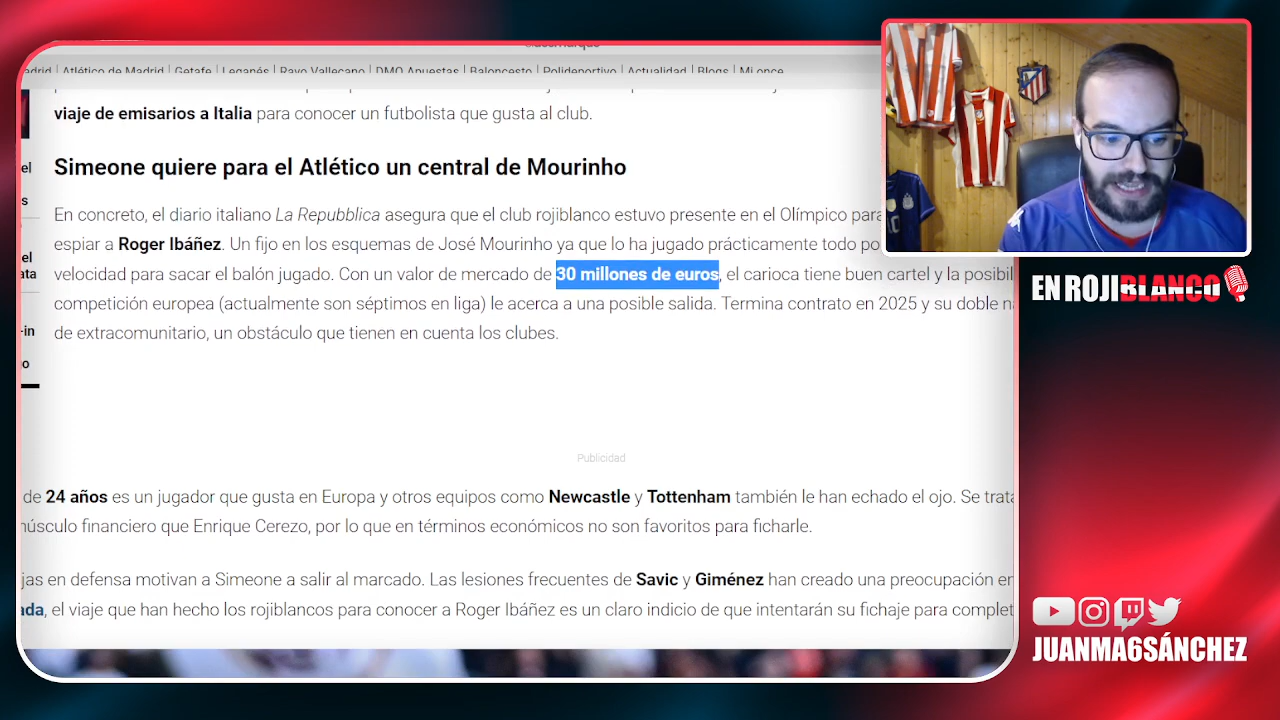 Atlético de Madrid | Getafe | Leganés | Rayo Vallecano | DMQ Apuestas | Baloncesto | Polideportivo | Actualidad | Blogs | Mi once
viaje de emisarios a Italia para conocer un futbolista que gusta al club.
Simeone quiere para el Atlético un central de Mourinho
En concreto, el diario italiano La Repubblica asegura que el club rojiblanco estuvo presente en el Olímpico para
espiar a Roger Ibáñez. Un fijo en los esquemas de José Mourinho ya que lo ha jugado prácticamente todo po
velocidad para sacar el balón jugado. Con un valor de mercado de 30 millones de euros, el carioca tiene buen cartel y la posibil
competición europea (actualmente son séptimos en liga) le acerca a una posible salida. Termina contrato en 2025 y su doble na
de extracomunitario, un obstáculo que tienen en cuenta los clubes.
Publicidad
de 24 años es un jugador que gusta en Europa y otros equipos como Newcastle y Tottenham también le han echado el ojo. Se trata
músculo financiero que Enrique Cerezo, por lo que en términos económicos no son favoritos para ficharle.
jas en defensa motivan a Simeone a salir al marcado. Las lesiones frecuentes de Savic y Giménez han creado una preocupación en
ada, el viaje que han hecho los rojiblancos para conocer a Roger Ibáñez es un claro indicio de que intentarán su fichaje para complet
EN ROJIBLANCO
JUANMA6SÁNCHEZ